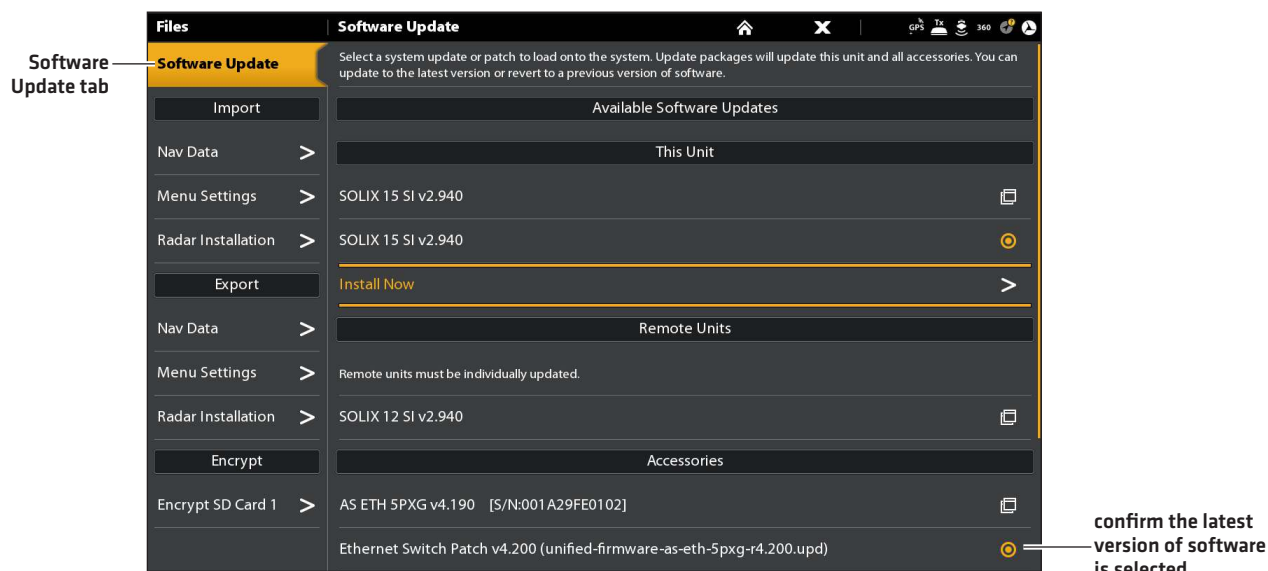 Files
Software Update
GPS Tx 360
Software
Update tab
Software Update
Select a system update or patch to load onto the system. Update packages will update this unit and all accessories. You can
update to the latest version or revert to a previous version of software.
Import
Available Software Updates
Nav Data >
This Unit
Menu Settings >
SOLIX 15 SI v2.940
Radar Installation >
SOLIX 15 SI v2.940
Export
Install Now >
Nav Data >
Remote Units
Menu Settings >
Remote units must be individually updated.
Radar Installation >
SOLIX 12 SI v2.940
Encrypt
Accessories
Encrypt SD Card 1 >
AS ETH 5PXG v4.190 [S/N:001A29FE0102]
Ethernet Switch Patch v4.200 (unified-firmware-as-eth-5pxg-r4.200.upd)
confirm the latest
version of software
is selected